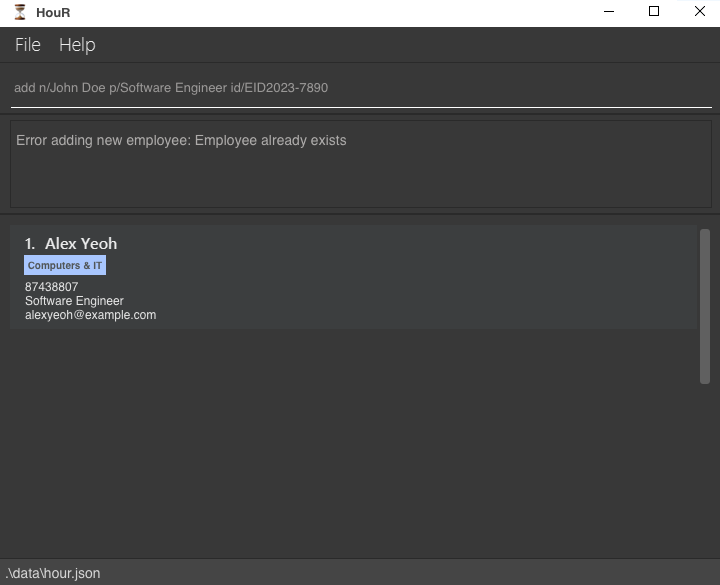 HouR
File Help
add n/John Doe p/Software Engineer id/EID2023-7890
Error adding new employee: Employee already exists
1. Alex Yeoh
Computers & IT
87438807
Software Engineer
alexyeoh@example.com
.\data\hour.json